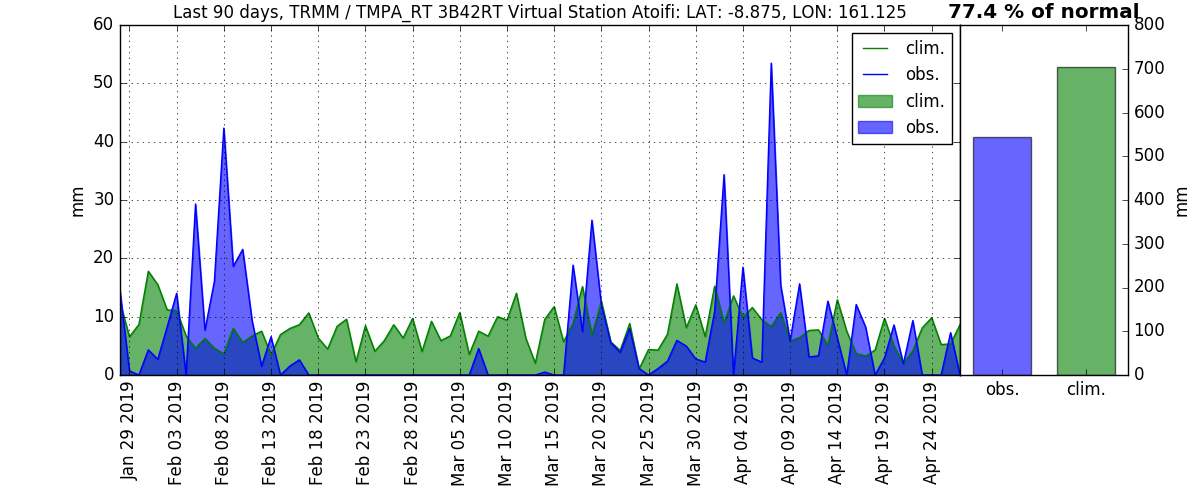 Last 90 days, TRMM / TMPA_RT 3B42RT Virtual Station Atoifi: LAT: -8.875, LON: 161.125
77.4 % of normal
60
50
40
30
20
10
0
mm
clim.
obs.
clim.
obs.
800
700
600
500
400
300
200
100
0
mm
Jan 29 2019
Feb 03 2019
Feb 08 2019
Feb 13 2019
Feb 18 2019
Feb 23 2019
Feb 28 2019
Mar 05 2019
Mar 10 2019
Mar 15 2019
Mar 20 2019
Mar 25 2019
Mar 30 2019
Apr 04 2019
Apr 09 2019
Apr 14 2019
Apr 19 2019
Apr 24 2019
obs.
clim.